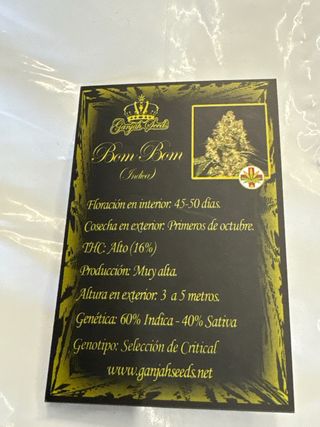 Ganjah Seeds
Bom Bom
(Indica)
Floración en interior: 45-50 días.
Cosecha en exterior: Primeros de octubre.
THC: Alto (16%)
Producción: Muy alta.
Altura en exterior: 3 a 5 metros.
Genética: 60% Indica - 40% Sativa
Genotipo: Selección de Critical
www.ganjahseeds.net